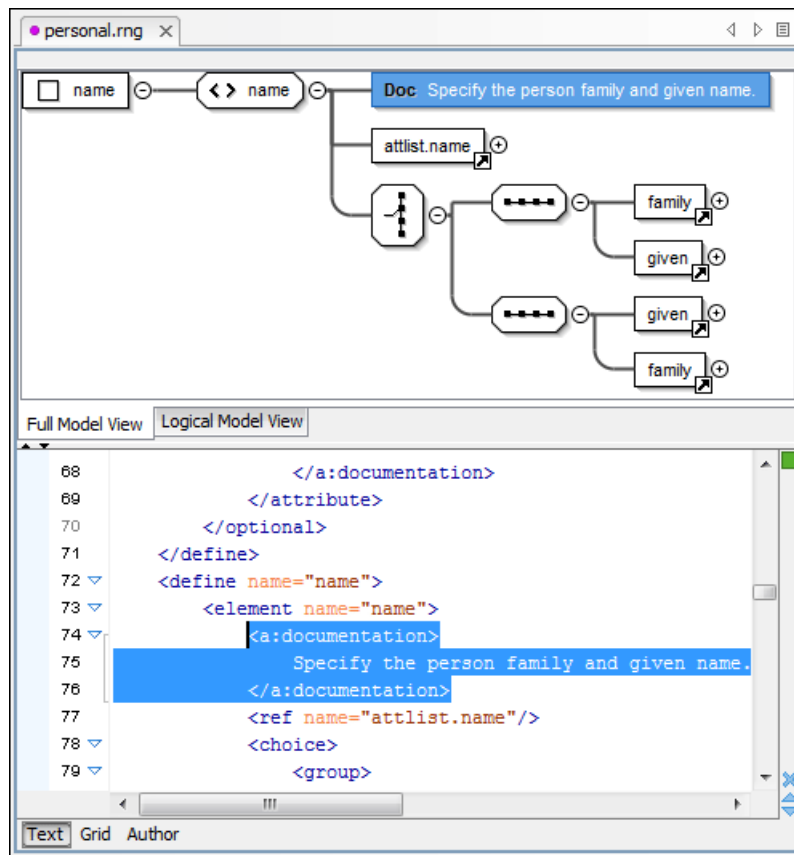 personal.rng
name
name
Doc Specify the person family and given name.
attlist.name
family
given
given
family
Full Model View Logical Model View
68 </a:documentation>
69 </attribute>
70 </optional>
71 </define>
72 <define name="name">
73 <element name="name">
74 <a:documentation>
75 Specify the person family and given name.
76 </a:documentation>
77 <ref name="attlist.name"/>
78 <choice>
79 <group>
Text Grid Author